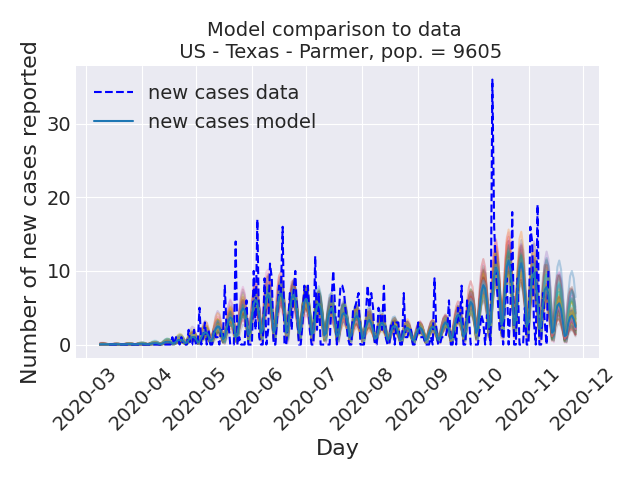 Model comparison to data
US - Texas - Parmer, pop. = 9605
new cases data
new cases model
Number of new cases reported
30
20
10
0
2020-03
2020-04
2020-05
2020-06
2020-07
2020-08
2020-09
2020-10
2020-11
2020-12
Day